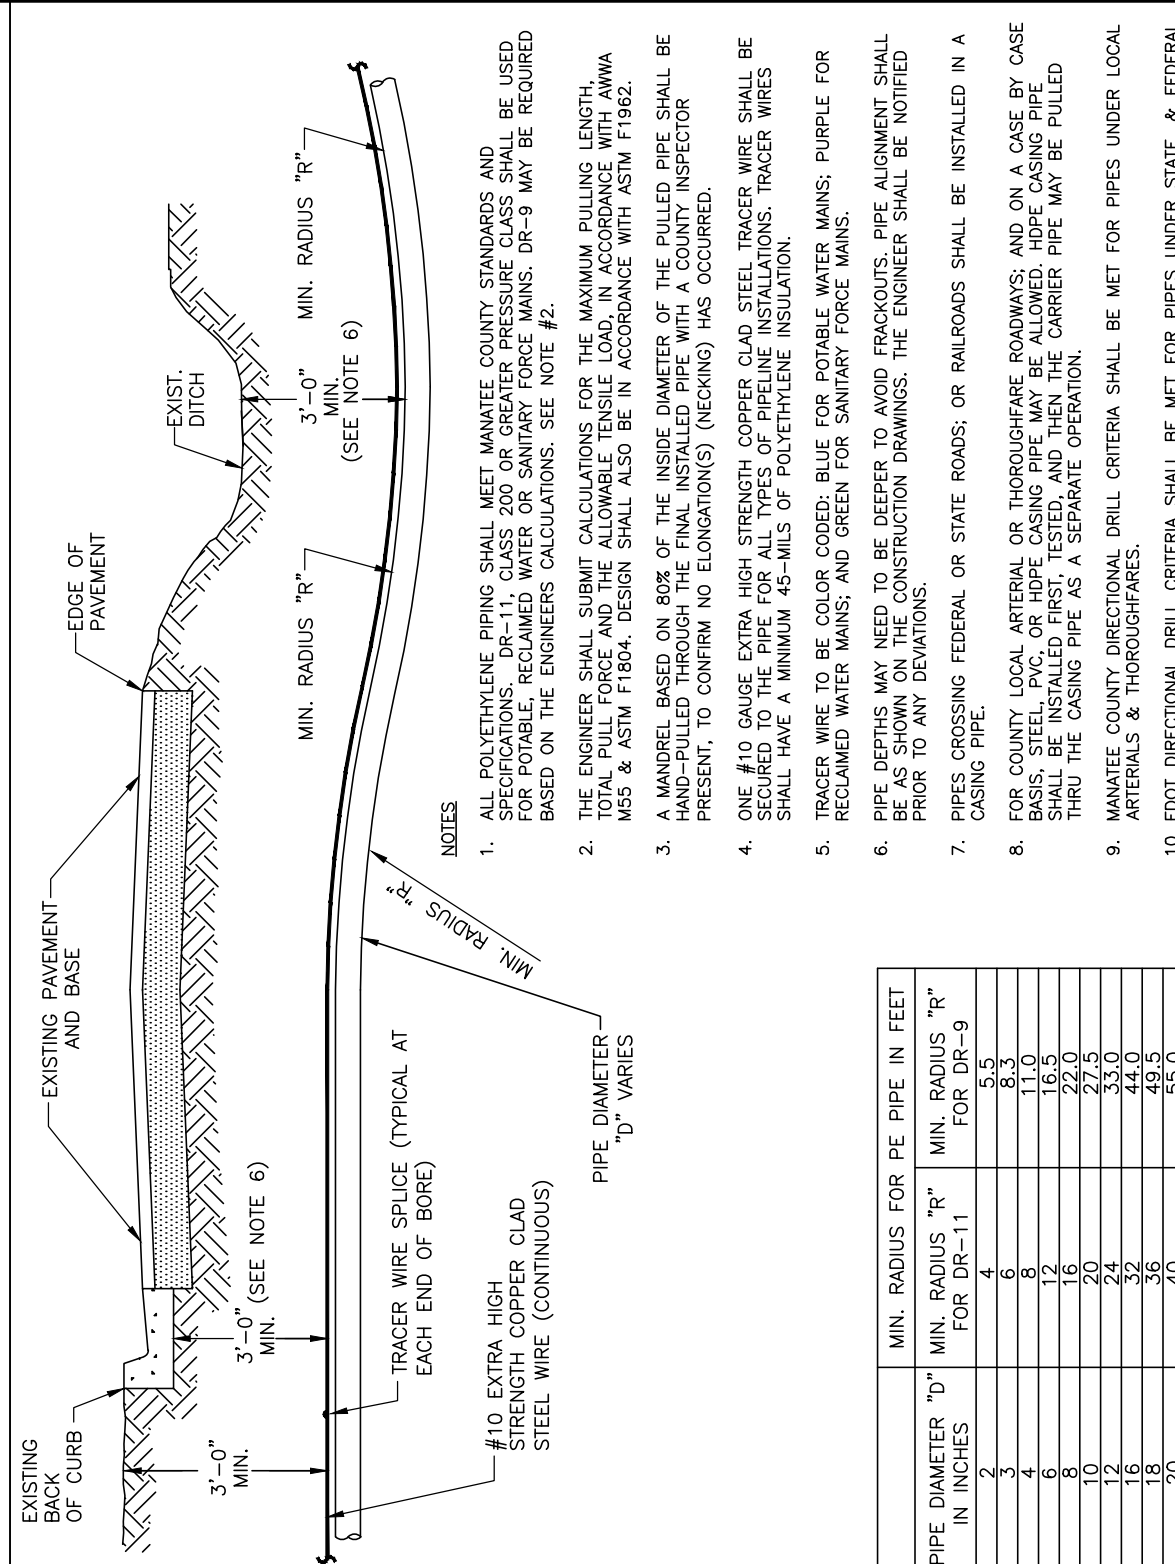 EXISTING
BACK
OF CURB
EXISTING PAVEMENT
AND BASE
EDGE OF
PAVEMENT
EXIST.
DITCH
3'-0"
MIN.
3'-0"
MIN.
(SEE NOTE 6)
3'-0"
MIN.
(SEE NOTE 6)
MIN. RADIUS "R"
MIN. RADIUS "R"
MIN. RADIUS "R"
TRACER WIRE SPLICE (TYPICAL AT
EACH END OF BORE)
#10 EXTRA HIGH
STRENGTH COPPER CLAD
STEEL WIRE (CONTINUOUS)
PIPE DIAMETER
"D" VARIES
NOTES
1. ALL POLYETHYLENE PIPING SHALL MEET MANATEE COUNTY STANDARDS AND
SPECIFICATIONS. DR-11, CLASS 200 OR GREATER PRESSURE CLASS SHALL BE USED
FOR POTABLE, RECLAIMED WATER OR SANITARY FORCE MAINS. DR-9 MAY BE REQUIRED
BASED ON THE ENGINEERS CALCULATIONS. SEE NOTE #2.
2. THE ENGINEER SHALL SUBMIT CALCULATIONS FOR THE MAXIMUM PULLING LENGTH,
TOTAL PULL FORCE AND THE ALLOWABLE TENSILE LOAD, IN ACCORDANCE WITH AWWA
M55 & ASTM F1804. DESIGN SHALL ALSO BE IN ACCORDANCE WITH ASTM F1962.
3. A MANDREL BASED ON 80% OF THE INSIDE DIAMETER OF THE PULLED PIPE SHALL BE
HAND-PULLED THROUGH THE FINAL INSTALLED PIPE WITH A COUNTY INSPECTOR
PRESENT, TO CONFIRM NO ELONGATION(S) (NECKING) HAS OCCURRED.
4. ONE #10 GAUGE EXTRA HIGH STRENGTH COPPER CLAD STEEL TRACER WIRE SHALL BE
SECURED TO THE PIPE FOR ALL TYPES OF PIPELINE INSTALLATIONS. TRACER WIRES
SHALL HAVE A MINIMUM 45-MILS OF POLYETHYLENE INSULATION.
5. TRACER WIRE TO BE COLOR CODED: BLUE FOR POTABLE WATER MAINS; PURPLE FOR
RECLAIMED WATER MAINS; AND GREEN FOR SANITARY FORCE MAINS.
6. PIPE DEPTHS MAY NEED TO BE DEEPER TO AVOID FRACKOUTS. PIPE ALIGNMENT SHALL
BE AS SHOWN ON THE CONSTRUCTION DRAWINGS. THE ENGINEER SHALL BE NOTIFIED
PRIOR TO ANY DEVIATIONS.
7. PIPES CROSSING FEDERAL OR STATE ROADS; OR RAILROADS SHALL BE INSTALLED IN A
CASING PIPE.
8. FOR COUNTY LOCAL ARTERIAL OR THOROUGHFARE ROADWAYS; AND ON A CASE BY CASE
BASIS, STEEL, PVC, OR HDPE CASING PIPE MAY BE ALLOWED. HDPE CASING PIPE
SHALL BE INSTALLED FIRST, TESTED, AND THEN THE CARRIER PIPE MAY BE PULLED
THRU THE CASING PIPE AS A SEPARATE OPERATION.
9. MANATEE COUNTY DIRECTIONAL DRILL CRITERIA SHALL BE MET FOR PIPES UNDER LOCAL
ARTERIALS & THOROUGHFARES.
10. FDOT DIRECTIONAL DRILL CRITERIA SHALL BE MET FOR PIPES UNDER STATE & FEDERAL
MIN. RADIUS FOR PE PIPE IN FEET
PIPE DIAMETER "D" MIN. RADIUS "R" MIN. RADIUS "R"
IN INCHES FOR DR-11 FOR DR-9
2 4 5.5
3 6 8.3
4 8 11.0
6 12 16.5
8 16 22.0
10 20 27.5
12 24 33.0
16 32 44.0
18 36 49.5
20 40 55.0